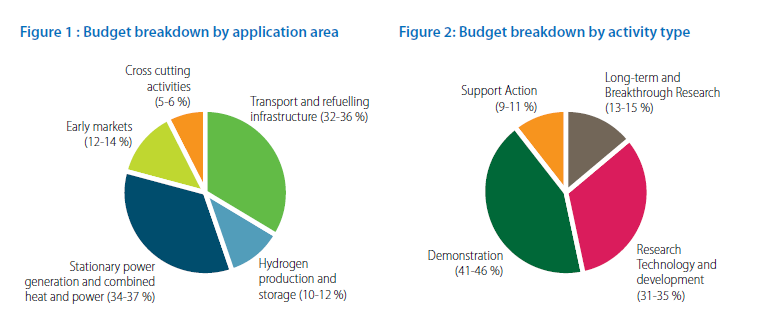 Figure 1 : Budget breakdown by application area
Cross cutting
activities
(5-6 %)
Transport and refuelling
infrastructure (32-36 %)
Early markets
(12-14 %)
Stationary power
generation and combined
heat and power (34-37 %)
Hydrogen
production and
storage (10-12 %)
Figure 2: Budget breakdown by activity type
Support Action
(9-11 %)
Long-term and
Breakthrough Research
(13-15 %)
Demonstration
(41-46 %)
Research
Technology and
development
(31-35 %)